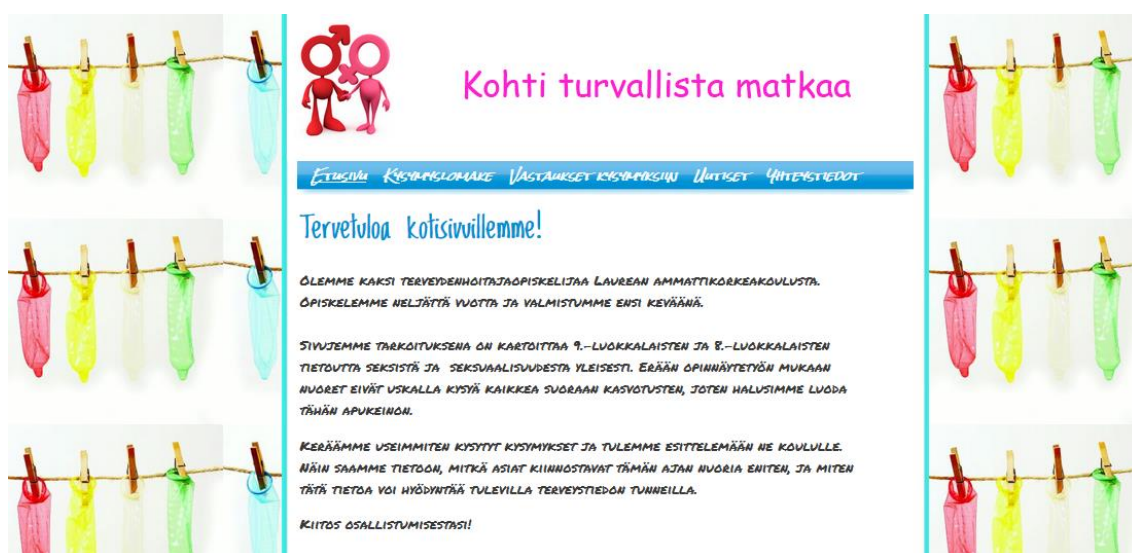 Kohti turvallista matkaa
Etusivu Kysymyslomake Vastaukset kysymyksiin Uutiset Yhteystiedot
Tervetuloa kotisivuillemme!
Olemme kaksi terveydenhoitajaopiskelijaa Laurean ammattikorkeakoulusta.
Opiskelemme neljättä vuotta ja valmistumme ensi keväänä.
Sivujemme tarkoituksena on kartoittaa 9.-luokkalaisten ja 8.-luokkalaisten
tietoutta seksistä ja seksuaalisuudesta yleisesti. Erään opinnäytetyön mukaan
nuoret eivät uskalla kysyä kaikkea suoraan kasvotusten, joten halusimme luoda
tähän apukeinon.
Keräämme useimmiten kysytyt kysymykset ja tulemme esittelemään ne koululle.
Näin saamme tietoon, mitkä asiat kiinnostavat tämän ajan nuoria eniten, ja miten
tätä tietoa voi hyödyntää tulevilla terveystiedon tunneilla.
Kiitos osallistumisestasi!